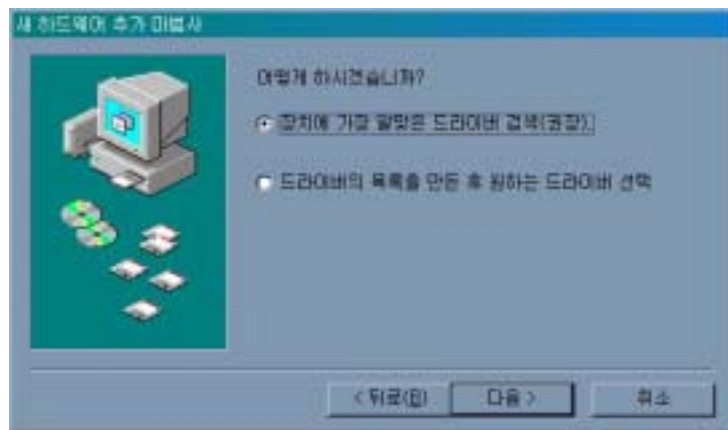 새 하드웨어 추가 마법사
어떻게 하시겠습니까?
장치에 가장 알맞은 드라이버 검색(권장).
드라이버의 목록을 만든 후 원하는 드라이버 선택
< 뒤로(B)
다음 >
취소